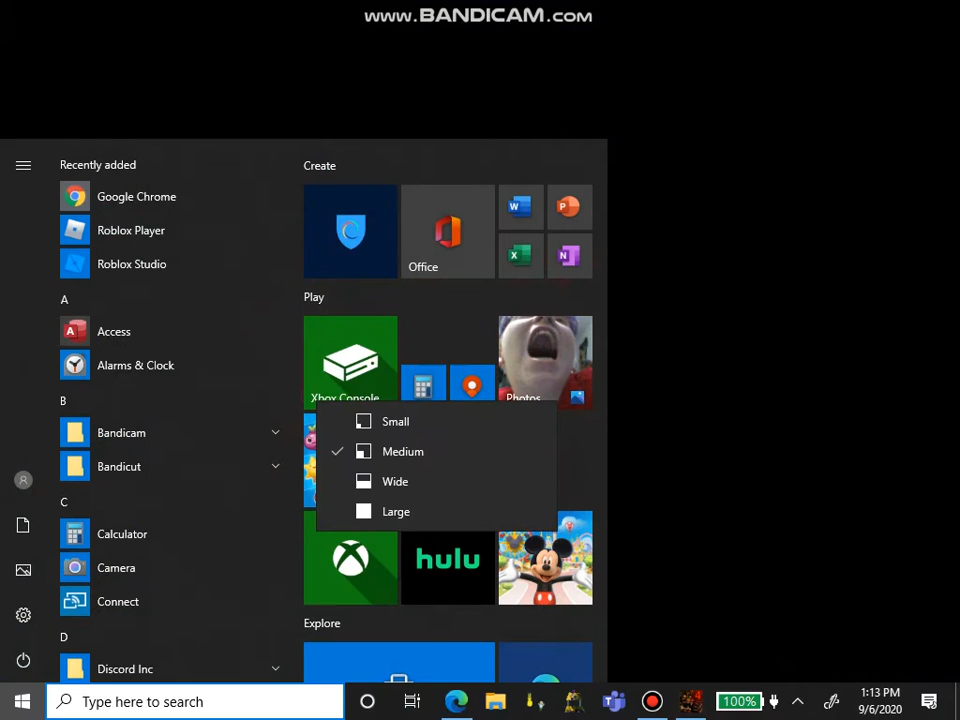 www.BANDICAM.com
Recently added
Google Chrome
Roblox Player
Roblox Studio
A
Access
Alarms & Clock
B
Bandicam
Bandicut
C
Calculator
Camera
Connect
D
Discord Inc
Create
Office
Play
Xbox Console
Photos
Small
Medium
Wide
Large
hulu
Explore
Type here to search
100%
1:13 PM
9/6/2020